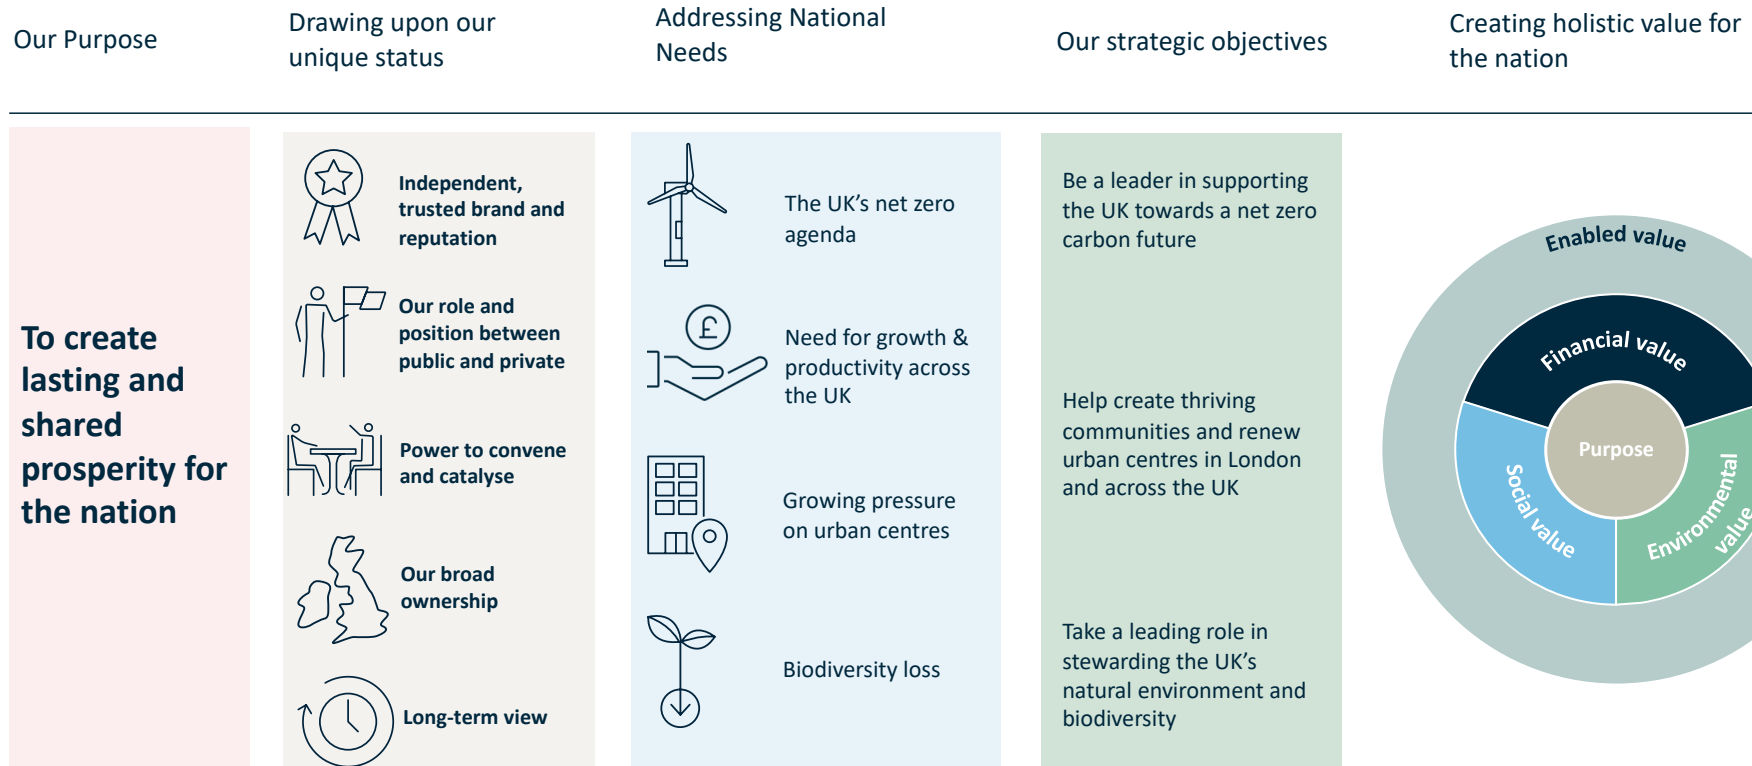 Our Purpose
Drawing upon our
unique status
Addressing National
Needs
Our strategic objectives
Creating holistic value for
the nation
To create
lasting and
shared
prosperity for
the nation
Independent,
trusted brand and
reputation
Our role and
position between
public and private
Power to convene
and catalyse
Our broad
ownership
Long-term view
The UK’s net zero
agenda
£
Need for growth &
productivity across
the UK
Growing pressure
on urban centres
Biodiversity loss
Be a leader in supporting
the UK towards a net zero
carbon future
Help create thriving
communities and renew
urban centres in London
and across the UK
Take a leading role in
stewarding the UK’s
natural environment and
biodiversity
Enabled value
Financial value
Purpose
Social value
Environmental
value